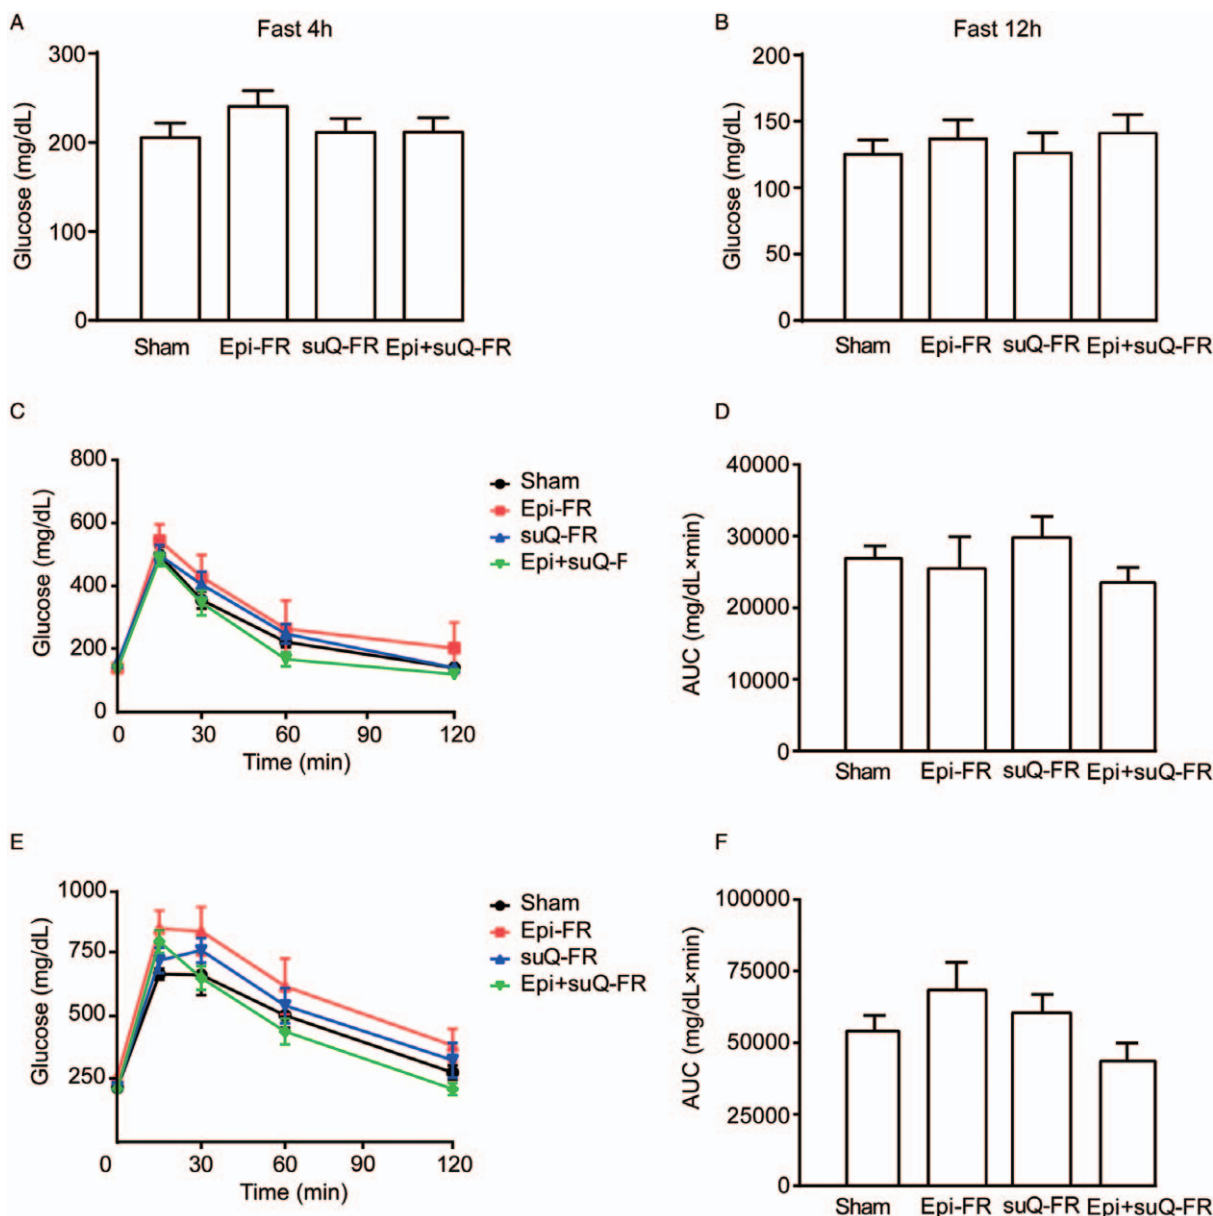 A
Fast 4h
Glucose (mg/dL)
300
200
100
0
Sham Epi-FR suQ-FR Epi+suQ-FR
B
Fast 12h
Glucose (mg/dL)
200
150
100
50
0
Sham Epi-FR suQ-FR Epi+suQ-FR
C
Glucose (mg/dL)
800
600
400
200
0
0 30 60 90 120
Time (min)
Sham
Epi-FR
suQ-FR
Epi+suQ-F
D
AUC (mg/dL×min)
40000
30000
20000
10000
0
Sham Epi-FR suQ-FR Epi+suQ-FR
E
Glucose (mg/dL)
1000
750
500
250
0 30 60 90 120
Time (min)
Sham
Epi-FR
suQ-FR
Epi+suQ-FR
F
AUC (mg/dL×min)
100000
75000
50000
25000
0
Sham Epi-FR suQ-FR Epi+suQ-FR